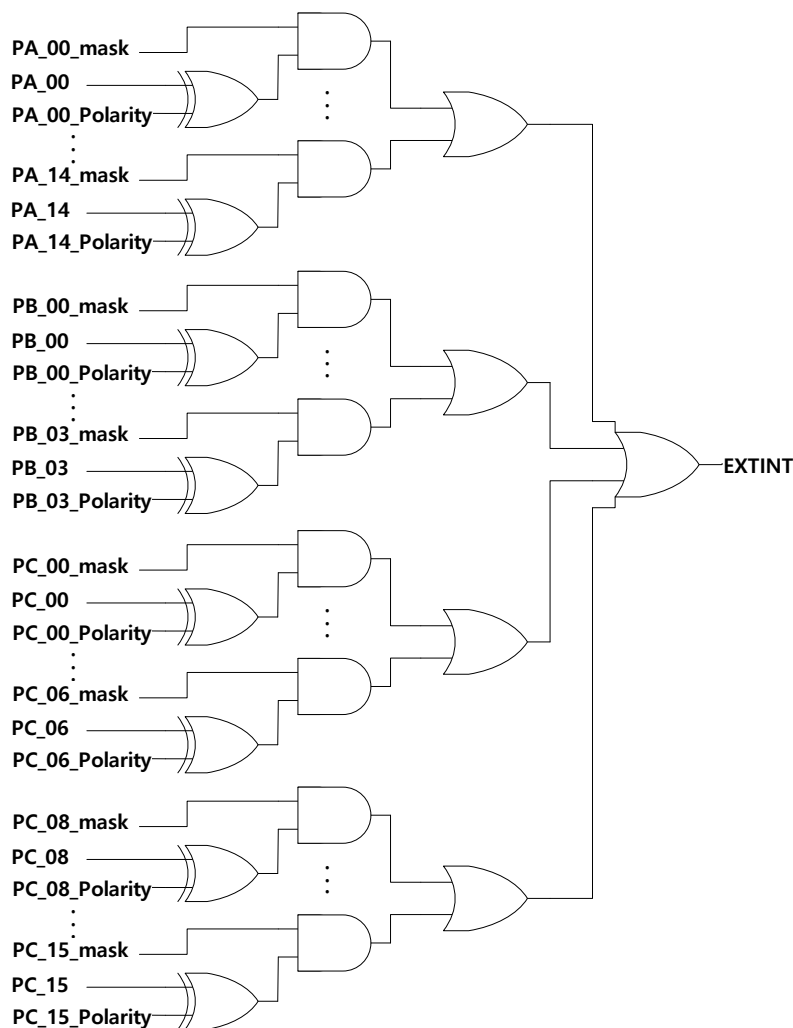 PA_00_mask
PA_00
PA_00_Polarity
PA_14_mask
PA_14
PA_14_Polarity
PB_00_mask
PB_00
PB_00_Polarity
PB_03_mask
PB_03
PB_03_Polarity
EXTINT
PC_00_mask
PC_00
PC_00_Polarity
PC_06_mask
PC_06
PC_06_Polarity
PC_08_mask
PC_08
PC_08_Polarity
PC_15_mask
PC_15
PC_15_Polarity